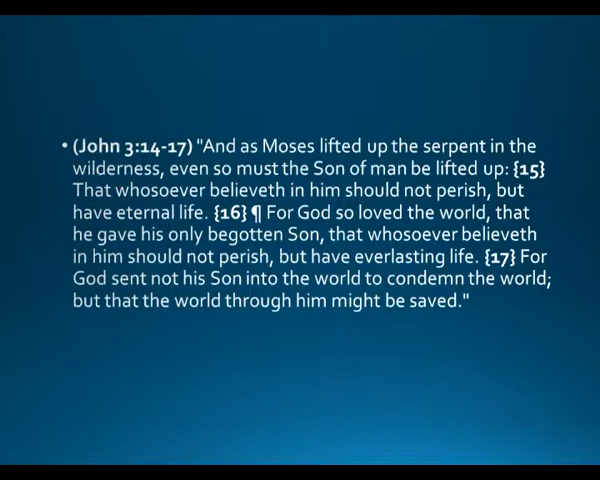 • (John 3:14-17) "And as Moses lifted up the serpent in the
wilderness, even so must the Son of man be lifted up: {15}
That whosoever believeth in him should not perish, but
have eternal life. {16} ¶ For God so loved the world, that
he gave his only begotten Son, that whosoever believeth
in him should not perish, but have everlasting life. {17} For
God sent not his Son into the world to condemn the world;
but that the world through him might be saved."